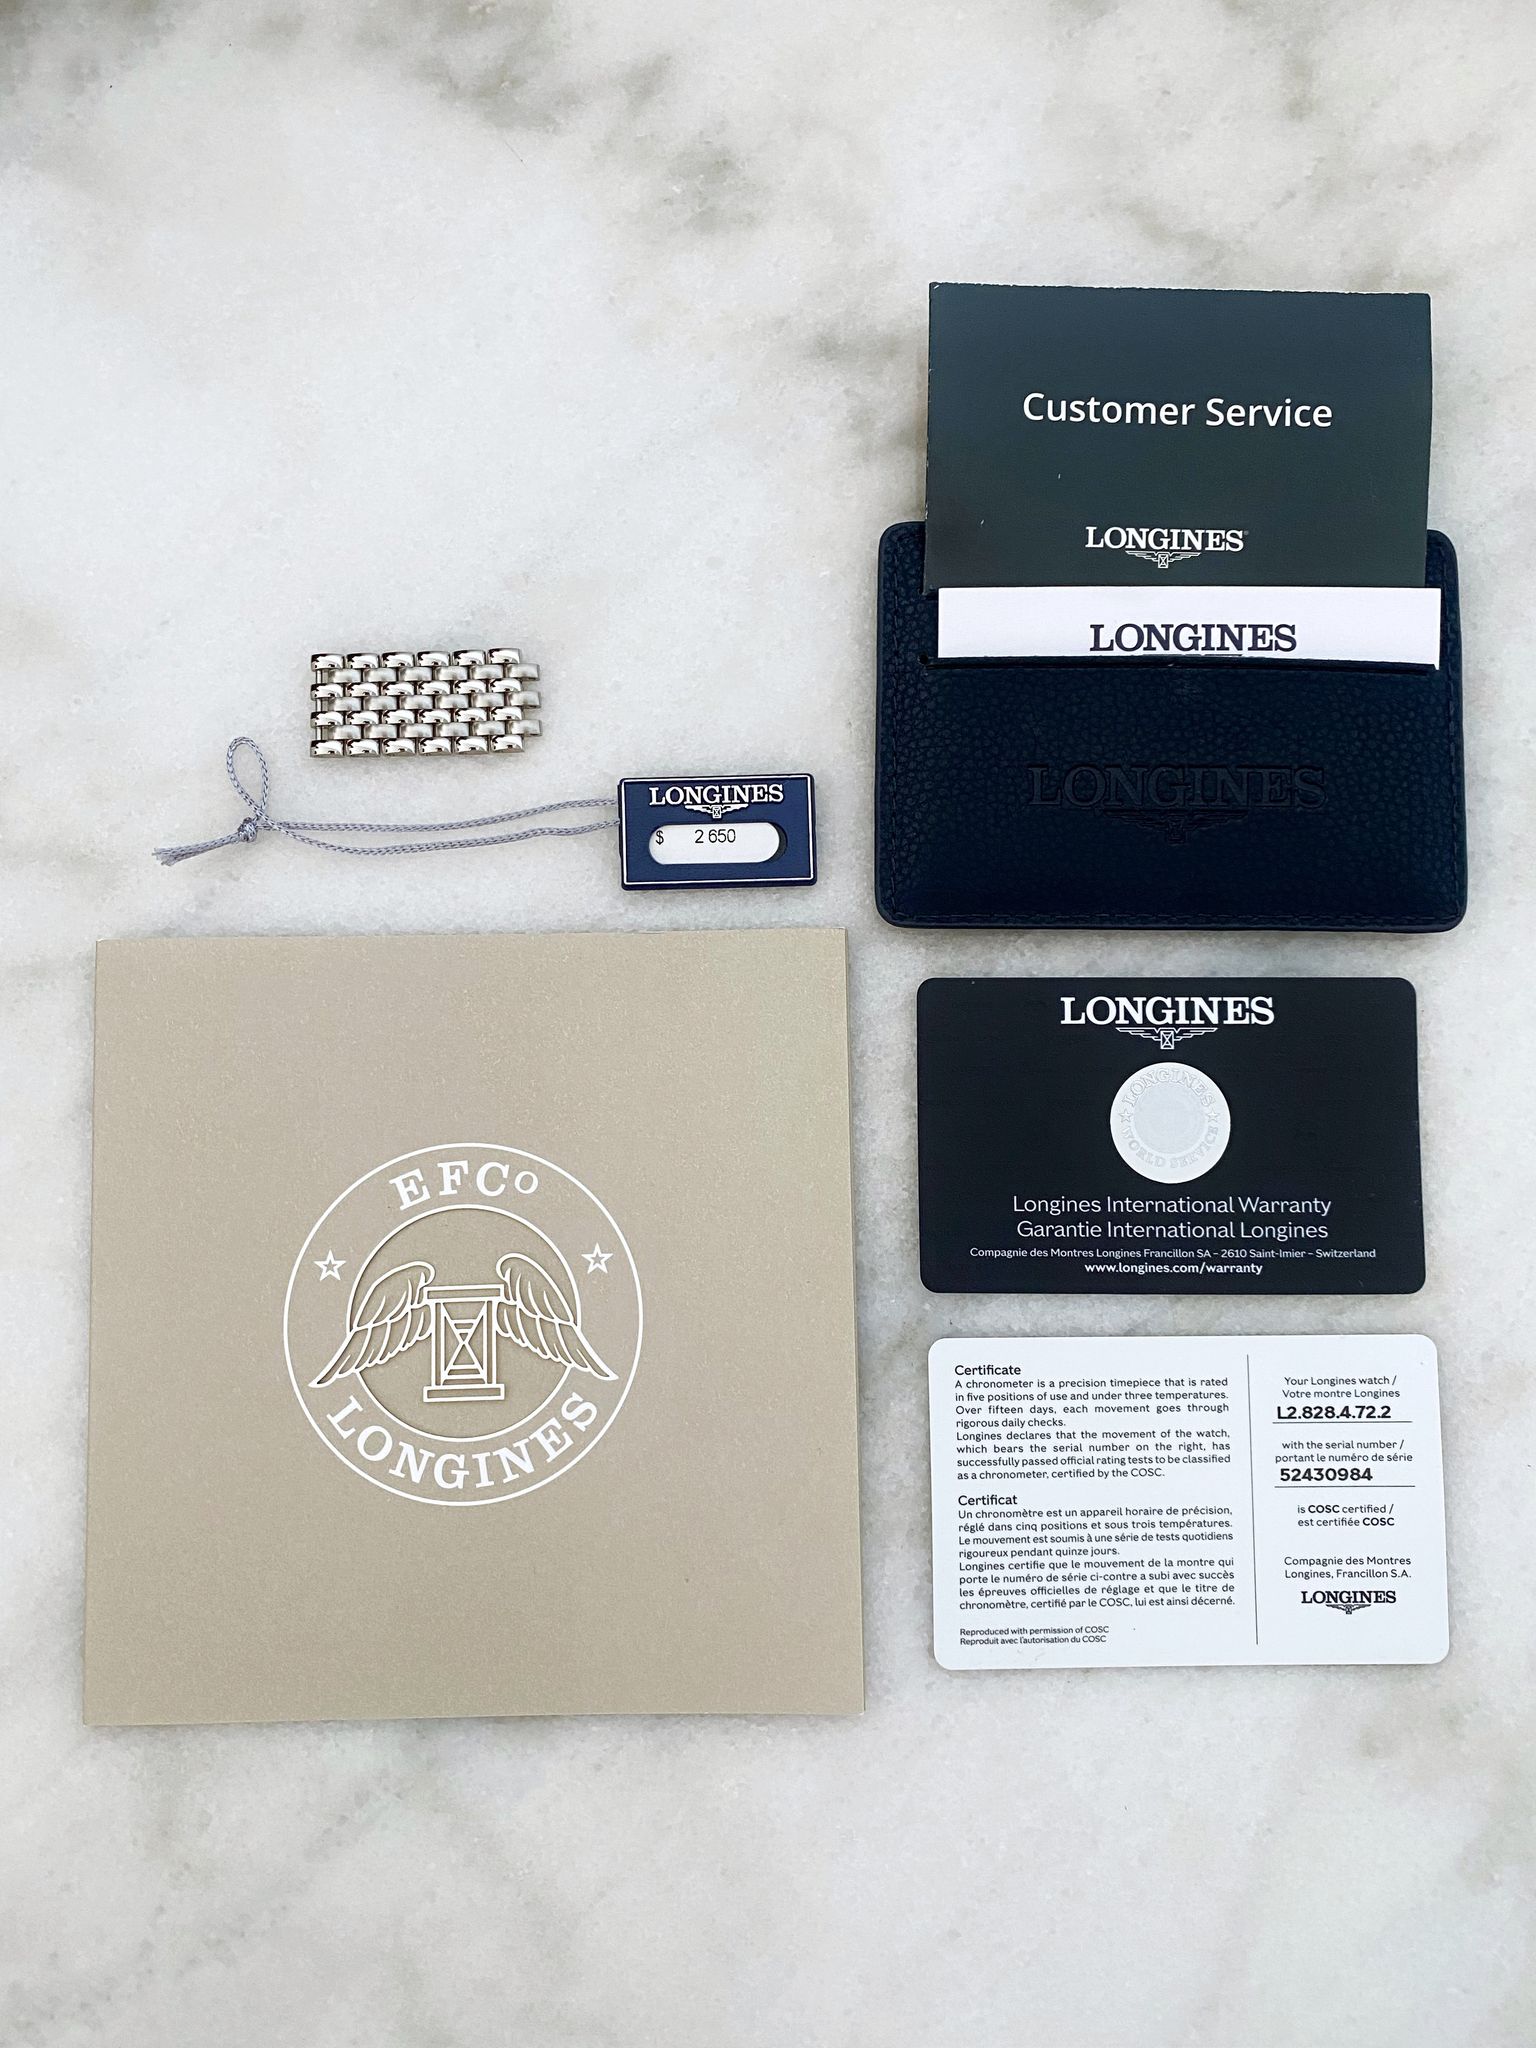 Customer Service
LONGINES
LONGINES
LONGINES
LONGINES
$ 2 650
EFCo
LONGINES
LONGINES
LONGINES
WORLD SERVICE
Longines International Warranty
Garantie International Longines
Compagnie des Montres Longines Francillon SA – 2610 Saint-Imier – Switzerland
www.longines.com/warranty
Certificate
A chronometer is a precision timepiece that is rated
in five positions of use and under three temperatures.
Over fifteen days, each movement goes through
rigorous daily checks.
Longines declares that the movement of the watch,
which bears the serial number on the right, has
successfully passed official rating tests to be classified
as a chronometer, certified by the COSC.
Certificat
Un chronomètre est un appareil horaire de précision,
réglé dans cinq positions et sous trois températures.
Le mouvement est soumis à une série de tests quotidiens
rigoureux pendant quinze jours.
Longines certifie que le mouvement de la montre qui
porte le numéro de série ci-contre a subi avec succès
les épreuves officielles de réglage et que le titre de
chronomètre, certifié par le COSC, lui est ainsi décerné.
Reproduced with permission of COSC
Reproduit avec l'autorisation du COSC
Your Longines watch /
Votre montre Longines
L2.828.4.72.2
with the serial number /
portant le numéro de série
52430984
is COSC certified /
est certifiée COSC
Compagnie des Montres
Longines, Francillon S.A.
LONGINES